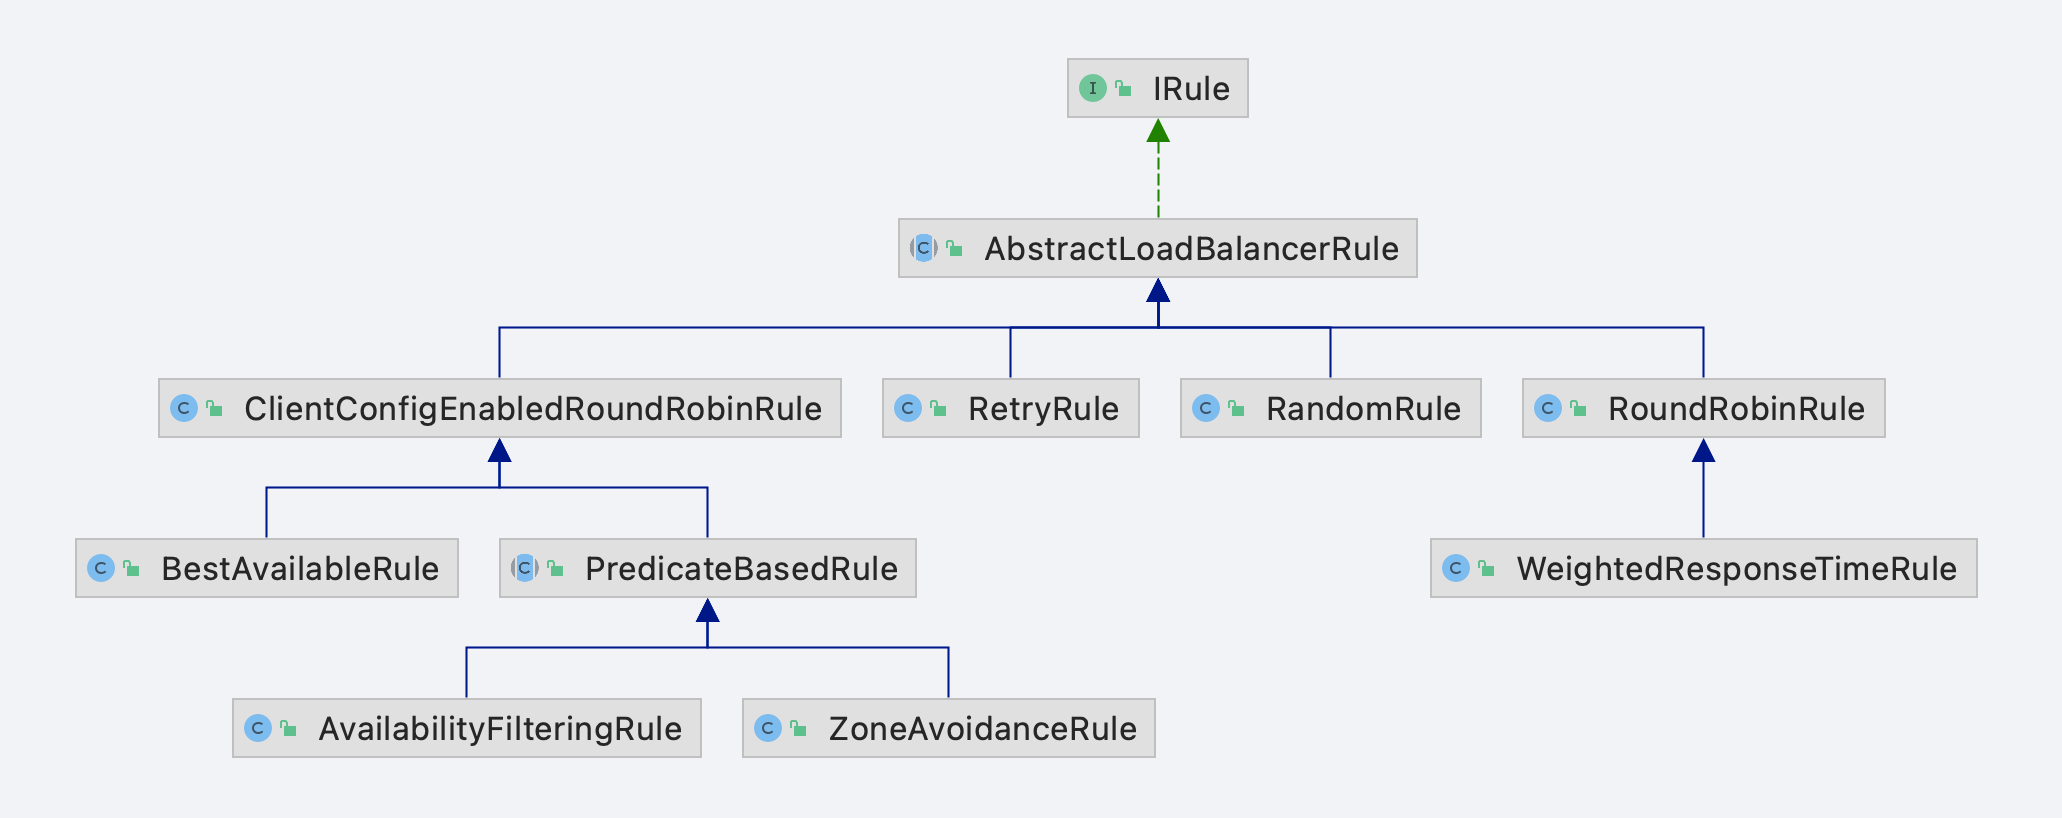 IRule
AbstractLoadBalancerRule
ClientConfigEnabledRoundRobinRule
RetryRule
RandomRule
RoundRobinRule
BestAvailableRule
PredicateBasedRule
WeightedResponseTimeRule
AvailabilityFilteringRule
ZoneAvoidanceRule